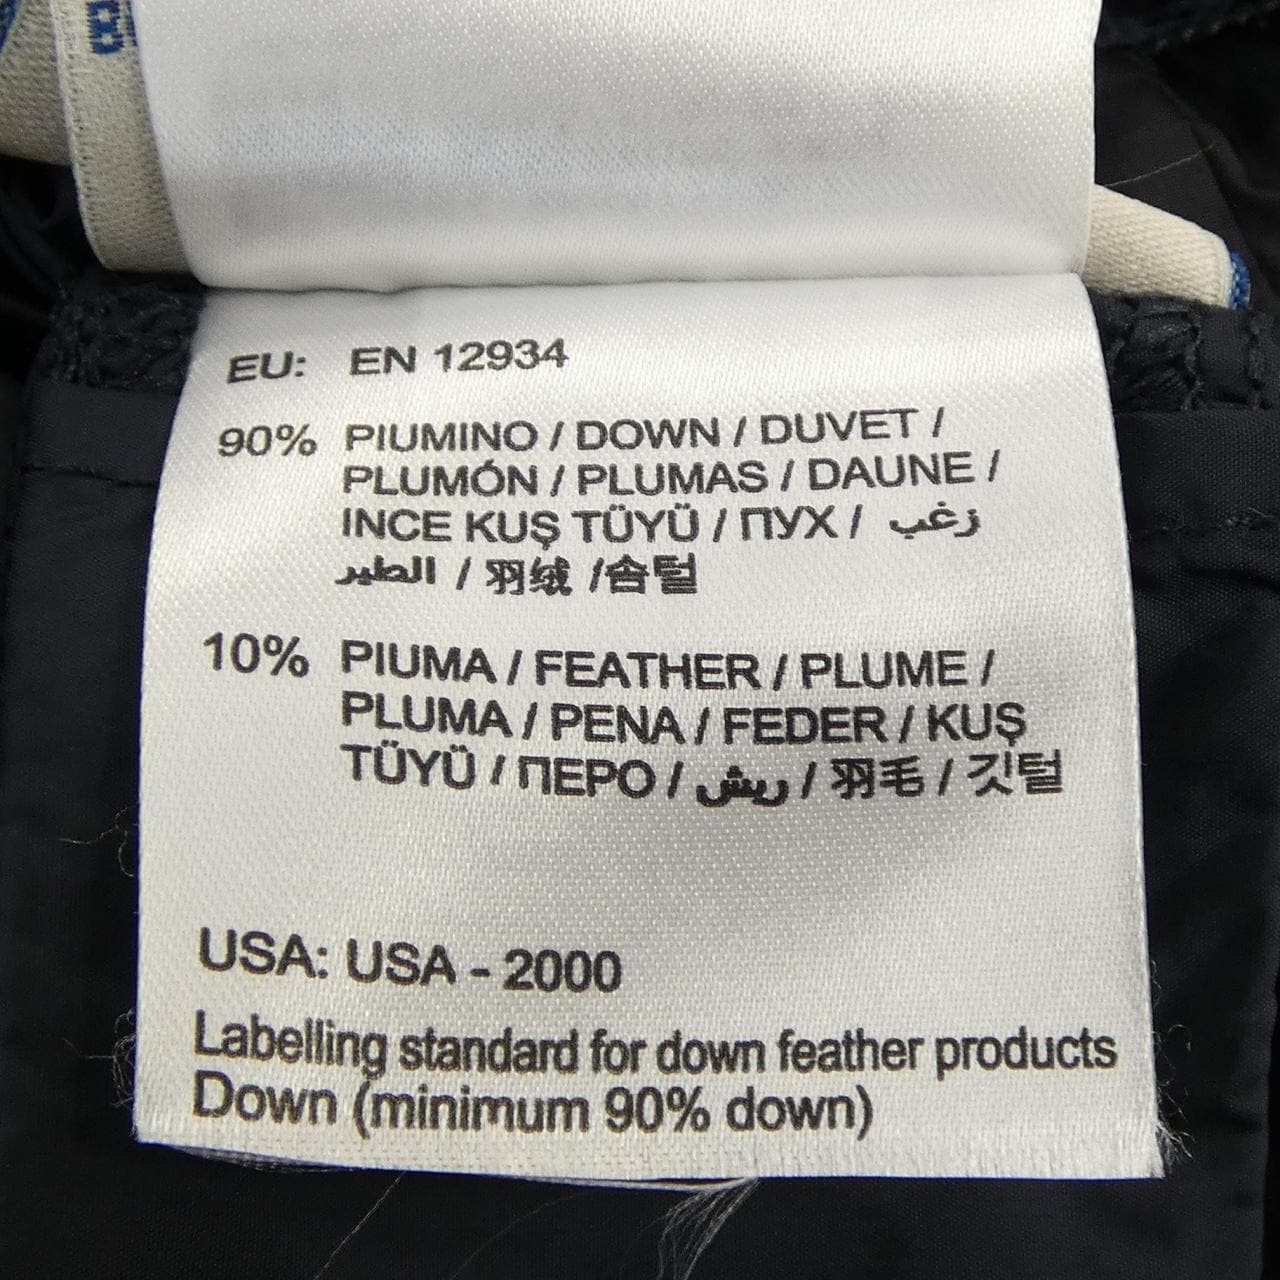 EU: EN 12934
90% PIUMINO / DOWN / DUVET /
PLUMÓN / PLUMAS / DAUNE /
INCE KUŞ TÜYÜ / ПУХ / زغب
الطير / 羽绒 /솜털
10% PIUMA / FEATHER / PLUME /
PLUMA / PENA / FEDER / KUŞ
TÜYÜ / ПЕРО / ريش / 羽毛 / 깃털
USA: USA - 2000
Labelling standard for down feather products
Down (minimum 90% down)